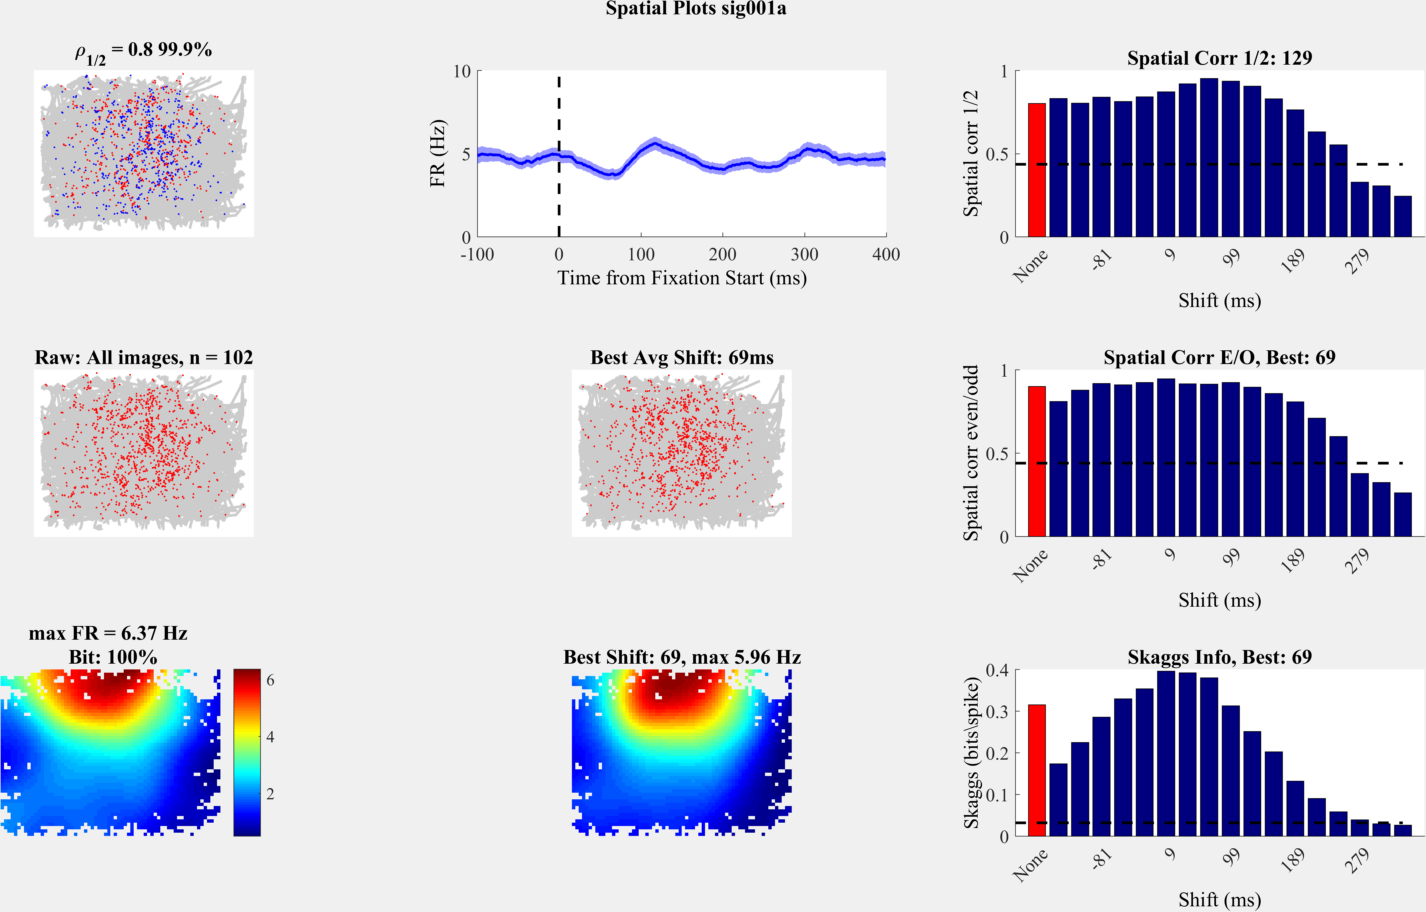 Spatial Plots sig001a
ρ1/2 = 0.8 99.9%
10
5
0
FR (Hz)
-100 0 100 200 300 400
Time from Fixation Start (ms)
Spatial Corr 1/2: 129
1
0.5
0
Spatial corr 1/2
None -81 9 99 189 279
Shift (ms)
Raw: All images, n = 102
Best Avg Shift: 69ms
Spatial Corr E/O, Best: 69
1
0.5
0
Spatial corr even/odd
None -81 9 99 189 279
Shift (ms)
max FR = 6.37 Hz
Bit: 100%
6
4
2
Best Shift: 69, max 5.96 Hz
Skaggs Info, Best: 69
0.4
0.3
0.2
0.1
0
Skaggs (bits\spike)
None -81 9 99 189 279
Shift (ms)